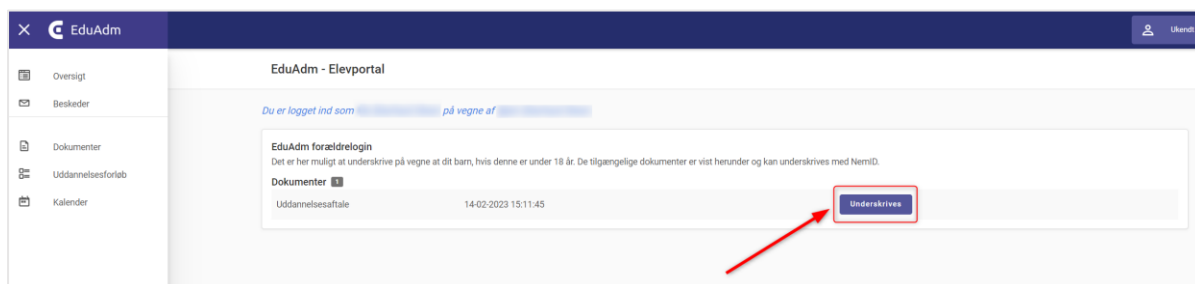 EduAdm
Ukendt
Oversigt
Beskeder
Dokumenter
Uddannelsesforløb
Kalender
EduAdm - Elevportal
Du er logget ind som på vegne af
EduAdm forældrelogin
Det er her muligt at underskrive på vegne at dit barn, hvis denne er under 18 år. De tilgængelige dokumenter er vist herunder og kan underskrives med NemID.
Dokumenter 1
Uddannelsesaftale 14-02-2023 15:11:45 Underskrives